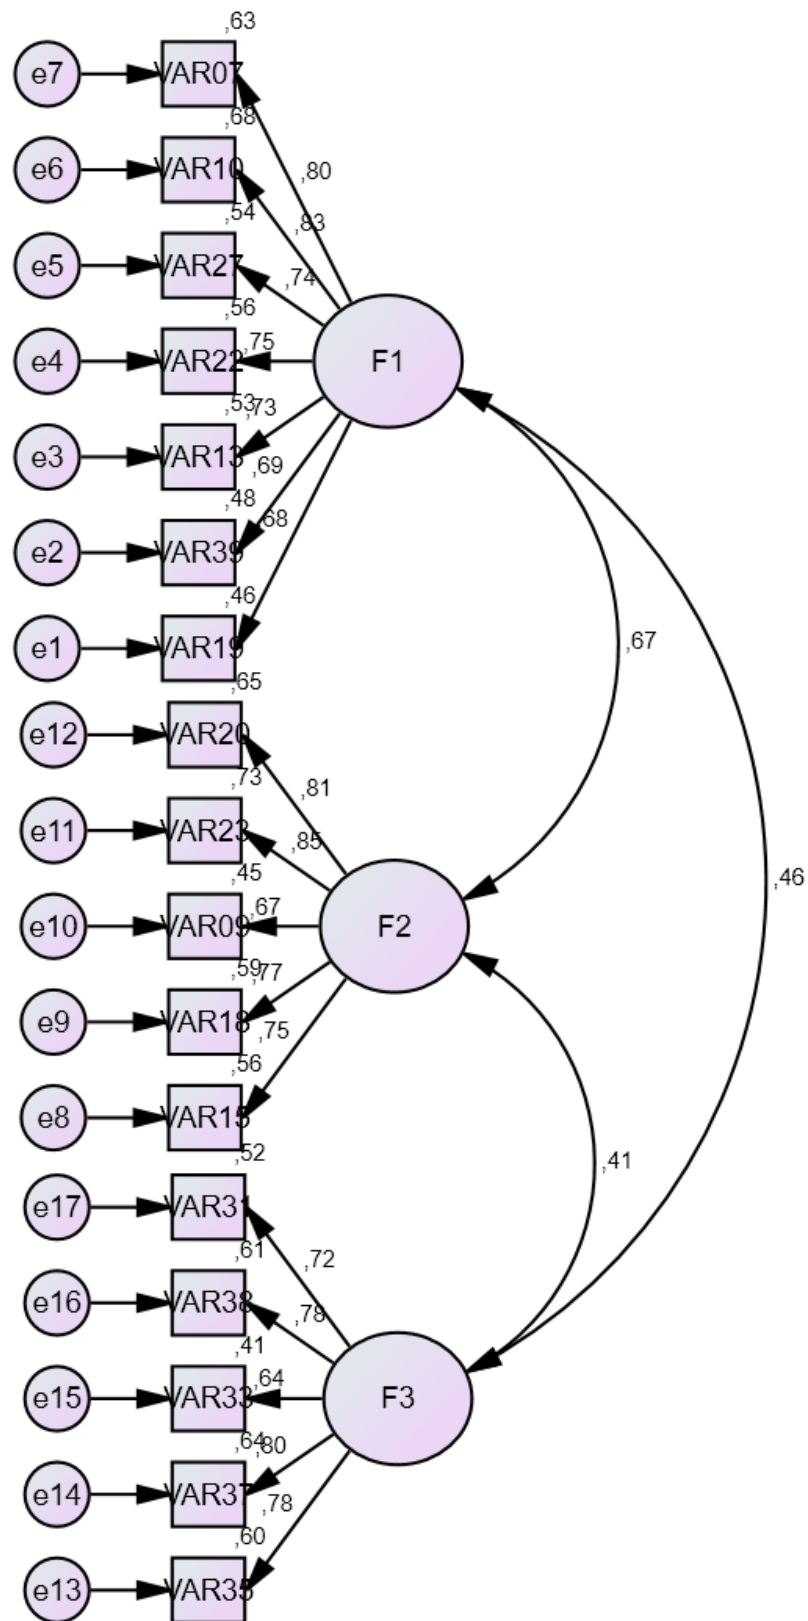 ,63
e7 VAR07
,68
,80
e6 VAR10
,54
,83
e5 VAR27
,74
,56
,75
e4 VAR22 F1
,53 ,73
e3 VAR13
,69
,48
,68
e2 VAR39
,46
e1 VAR19
,67
,65
e12 VAR20
,73
,81
e11 VAR23
,85
,45
,46
,67
e10 VAR09 F2
,59 ,77
e9 VAR18
,75
,56
e8 VAR15
,52
,41
e17 VAR31
,61
,72
e16 VAR38
,78
,41
,64
e15 VAR33 F3
,64 ,80
e14 VAR37
,78
,60
e13 VAR35